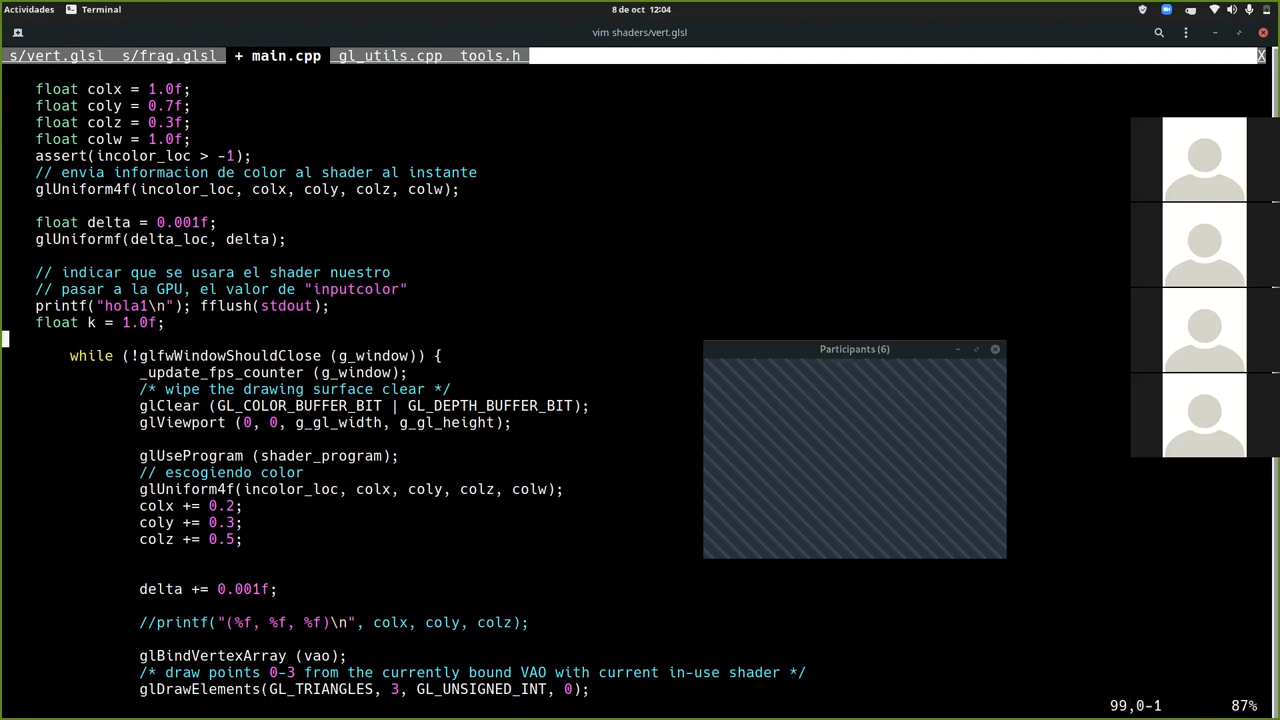 Actividades Terminal 8 de oct 12:04
vim shaders/vert.glsl
s/vert.glsl s/frag.glsl + main.cpp gl_utils.cpp tools.h X
float colx = 1.0f;
float coly = 0.7f;
float colz = 0.3f;
float colw = 1.0f;
assert(incolor_loc > -1);
// envia informacion de color al shader al instante
glUniform4f(incolor_loc, colx, coly, colz, colw);
float delta = 0.001f;
glUniformf(delta_loc, delta);
// indicar que se usara el shader nuestro
// pasar a la GPU, el valor de "inputcolor"
printf("hola1\n"); fflush(stdout);
float k = 1.0f;
while (!glfwWindowShouldClose (g_window)) {
_update_fps_counter (g_window);
/* wipe the drawing surface clear */
glClear (GL_COLOR_BUFFER_BIT | GL_DEPTH_BUFFER_BIT);
glViewport (0, 0, g_gl_width, g_gl_height);
glUseProgram (shader_program);
// escogiendo color
glUniform4f(incolor_loc, colx, coly, colz, colw);
colx += 0.2;
coly += 0.3;
colz += 0.5;
delta += 0.001f;
//printf("(%f, %f, %f)\n", colx, coly, colz);
glBindVertexArray (vao);
/* draw points 0-3 from the currently bound VAO with current in-use shader */
glDrawElements(GL_TRIANGLES, 3, GL_UNSIGNED_INT, 0);
99,0-1 87%
Participants (6)